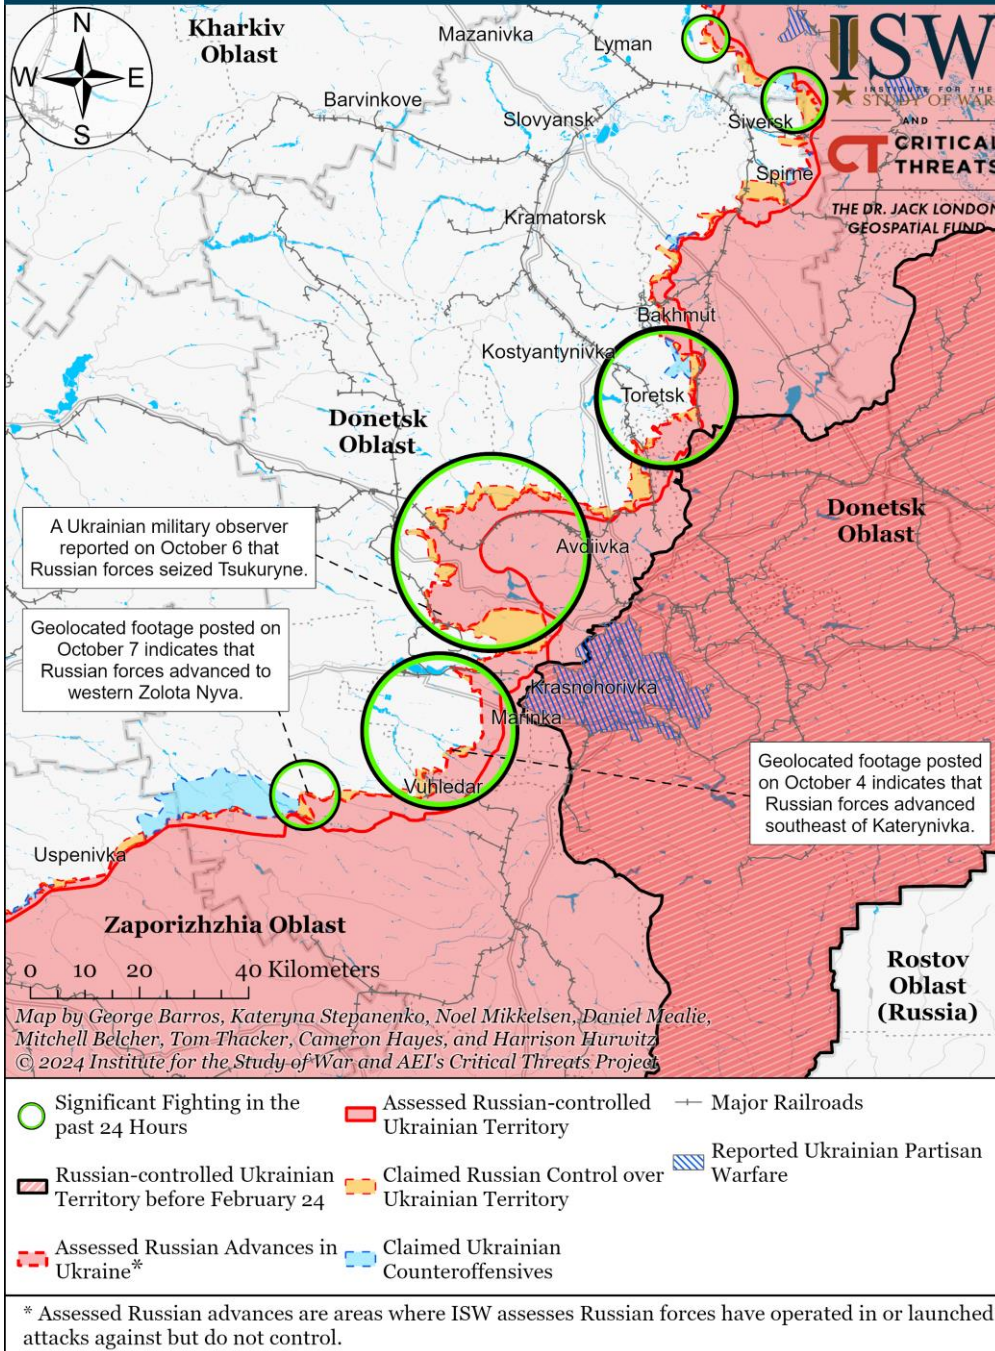 Kharkiv
Oblast
N
W
E
S
Mazanivka
Lyman
Barvinkove
Slovyansk
Siversk
Spirne
Kramatorsk
ISW
INSTITUTE FOR THE
STUDY OF WAR
AND
CT CRITICAL
THREATS
THE DR. JACK LONDON
GEOSPATIAL FUND
Bakhmut
Kostyantynivka
Toretsk
Donetsk
Oblast
Donetsk
Oblast
A Ukrainian military observer
reported on October 6 that
Russian forces seized Tsukuryne.
Avdiivka
Geolocated footage posted on
October 7 indicates that
Russian forces advanced to
western Zolota Nyva.
Krasnohorivka
Marinka
Vuhledar
Geolocated footage posted
on October 4 indicates that
Russian forces advanced
southeast of Katerynivka.
Uspenivka
Zaporizhzhia Oblast
Rostov
Oblast
(Russia)
0 10 20 40 Kilometers
Map by George Barros, Kateryna Stepanenko, Noel Mikkelsen, Daniel Mealie,
Mitchell Belcher, Tom Thacker, Cameron Hayes, and Harrison Hurwitz
© 2024 Institute for the Study of War and AEI's Critical Threats Project
Significant Fighting in the
past 24 Hours
Russian-controlled Ukrainian
Territory before February 24
Assessed Russian Advances in
Ukraine*
Assessed Russian-controlled
Ukrainian Territory
Claimed Russian Control over
Ukrainian Territory
Claimed Ukrainian
Counteroffensives
Major Railroads
Reported Ukrainian Partisan
Warfare
* Assessed Russian advances are areas where ISW assesses Russian forces have operated in or launched
attacks against but do not control.